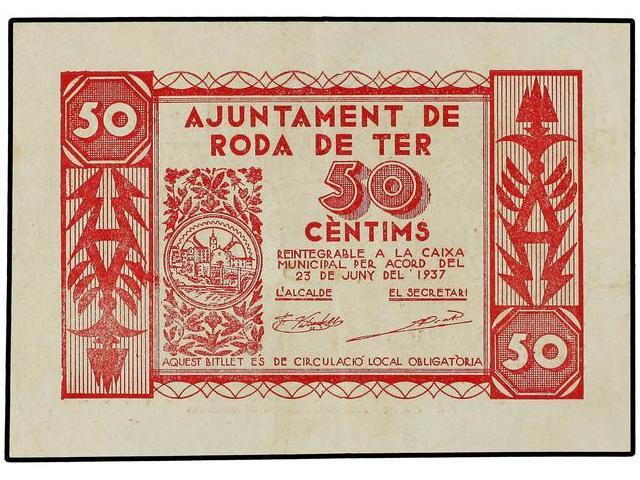 50
AJUNTAMENT DE
RODA DE TER
50
CÈNTIMS
REINTEGRABLE A LA CAIXA
MUNICIPAL PER ACORD DEL
23 DE JUNY DEL 1937
L'ALCALDE EL SECRETARI
AQUEST BITLLET ES DE CIRCULACIÓ LOCAL OBLIGATÒRIA
50